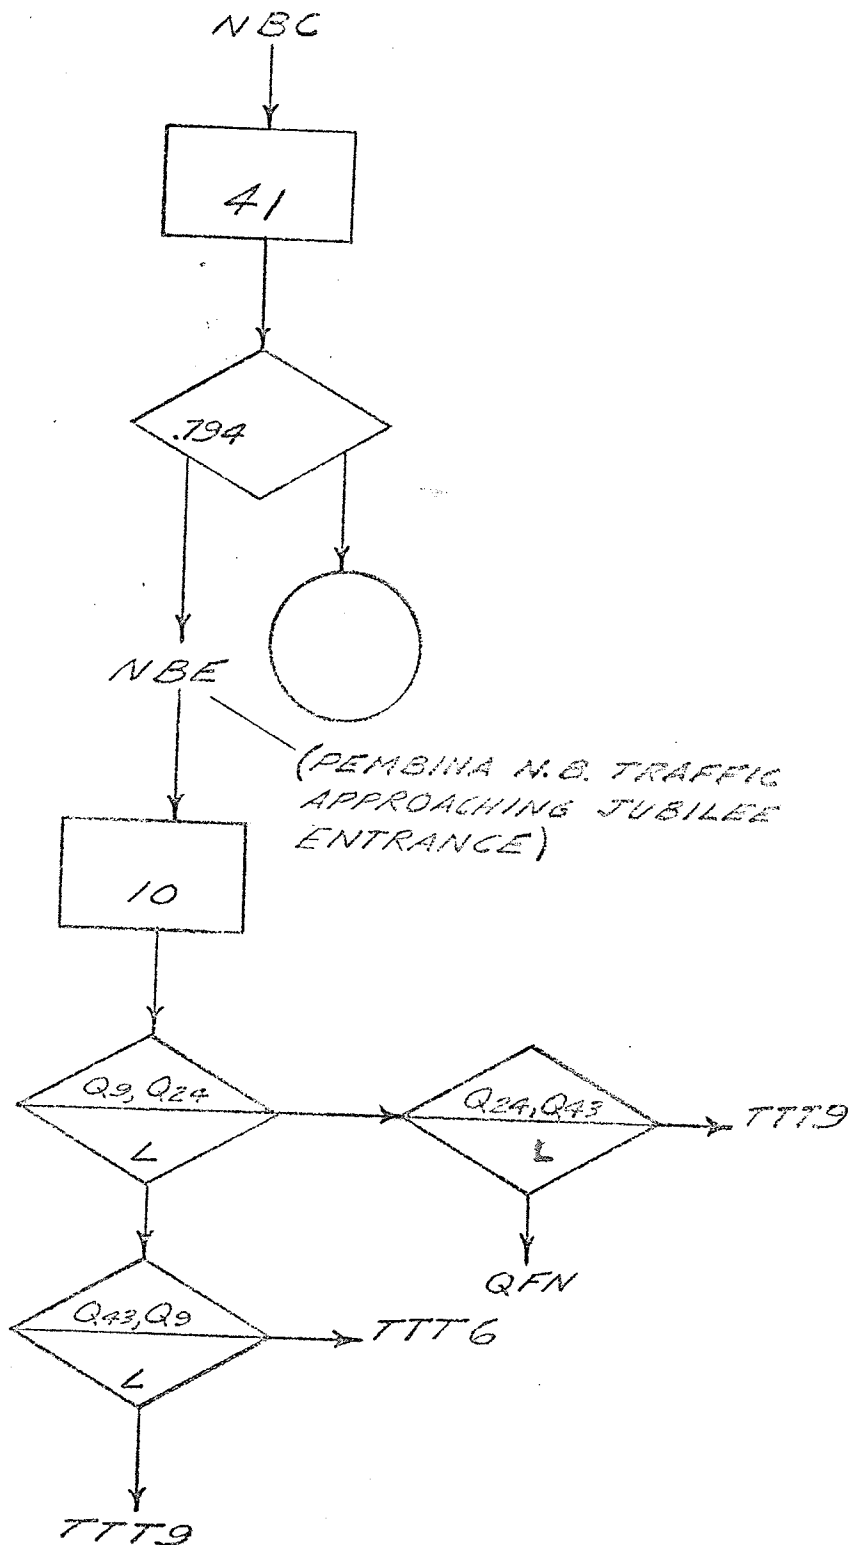 NBC
41
.794
NBE
(PEMBINA N.B. TRAFFIC
APPROACHING JUBILEE
ENTRANCE)
10
Q9, Q24
L
Q24, Q43
L
TTT9
QFN
Q43, Q9
L
TTT6
TTT9